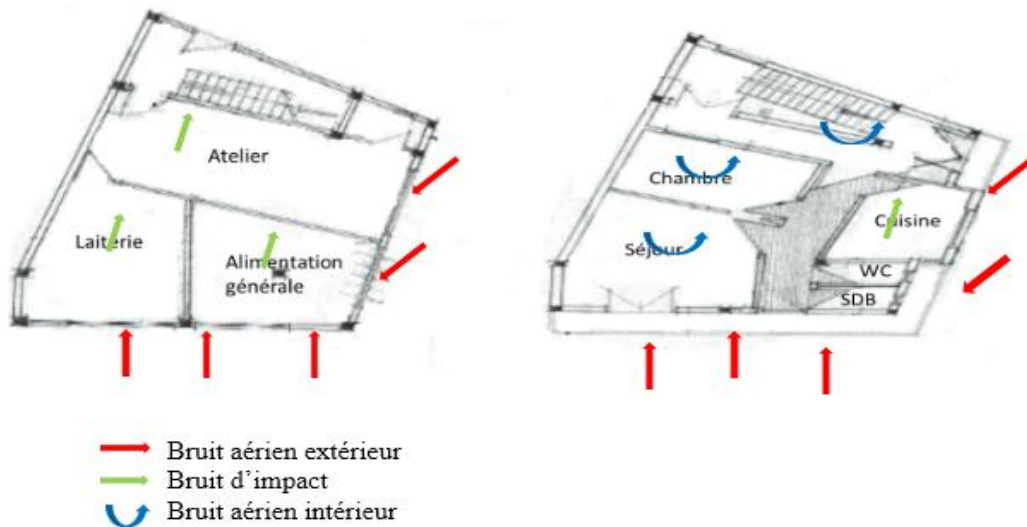 Atelier
Laiterie
Alimentation
générale
Chambre
Séjour
Cuisine
WC
SDB
Bruit aérien extérieur
Bruit d'impact
Bruit aérien intérieur